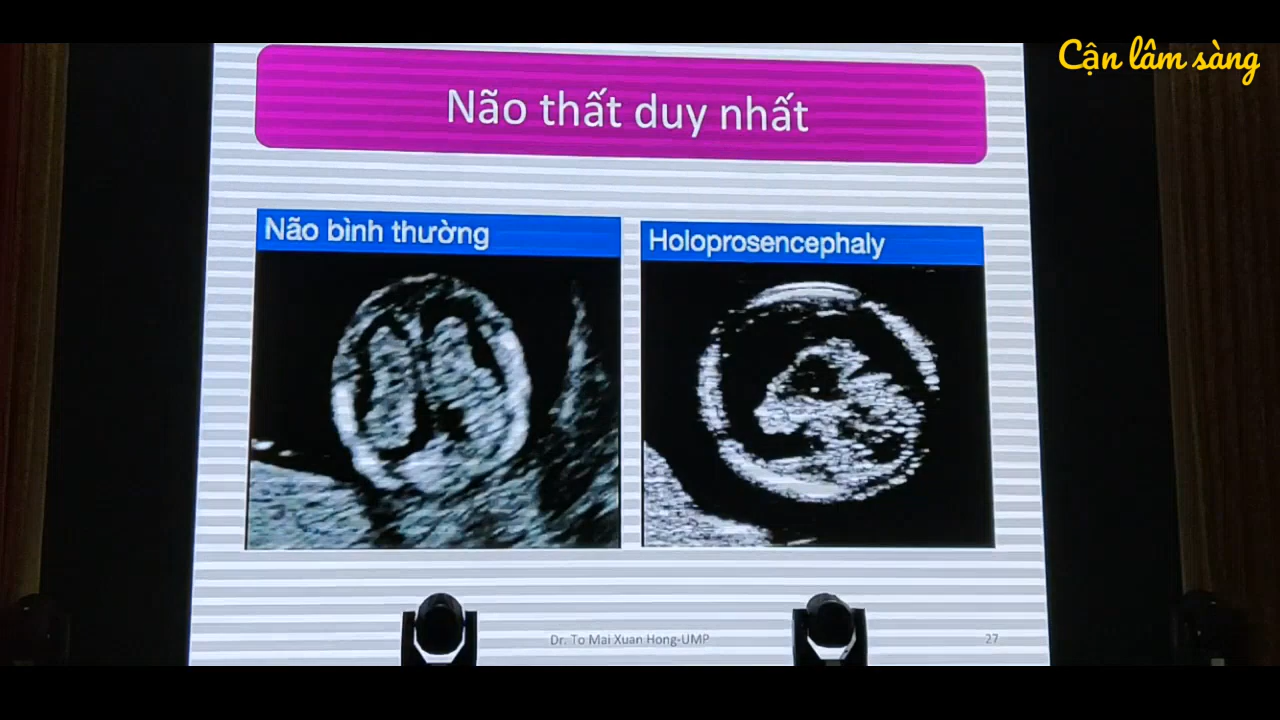 Cận lâm sàng
Não thất duy nhất
Não bình thường
Holoprosencephaly
Dr. To Mai Xuan Hong-UMP
27